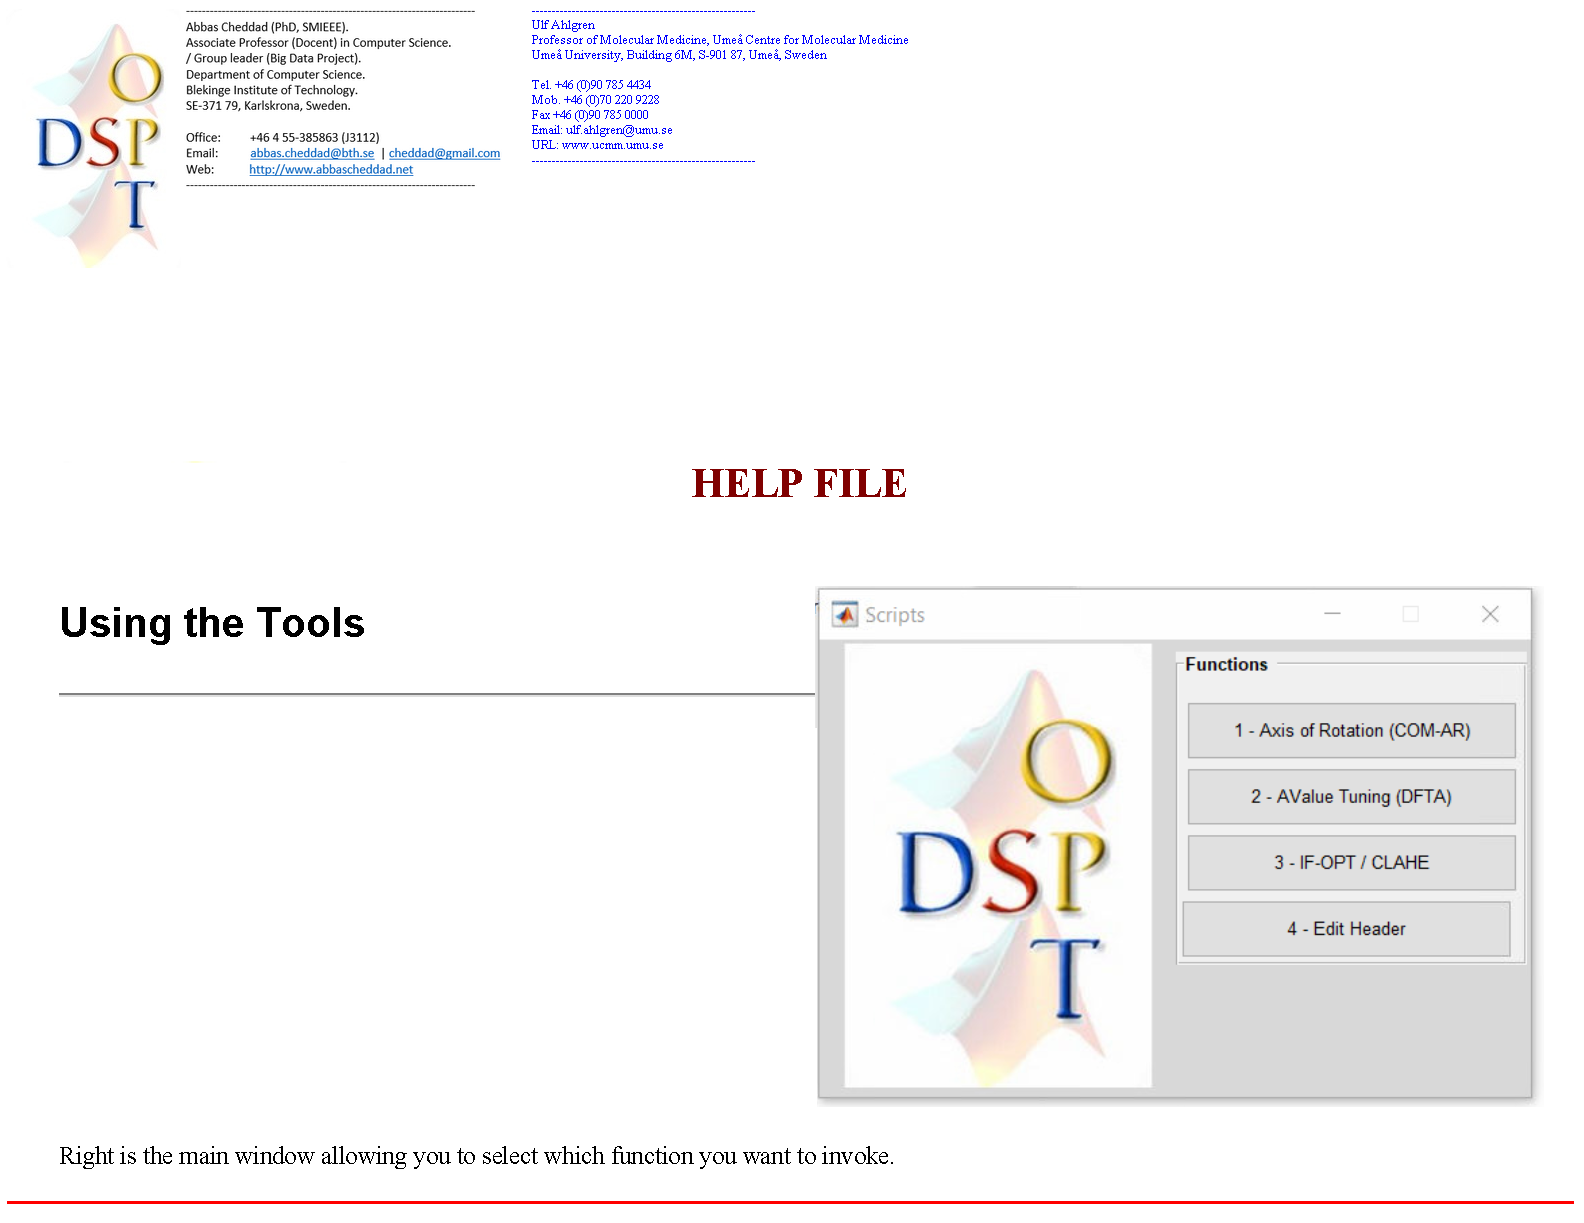 O
DSP
T
--------------------------------------------------------------------------
Abbas Cheddad (PhD, SMIEEE).
Associate Professor (Docent) in Computer Science.
/ Group leader (Big Data Project).
Department of Computer Science.
Blekinge Institute of Technology.
SE-371 79, Karlskrona, Sweden.
Office: +46 4 55-385863 (J3112)
Email: abbas.cheddad@bth.se | cheddad@gmail.com
Web: http://www.abbascheddad.net
--------------------------------------------------------------------------
--------------------------------------------------------
Ulf Ahlgren
Professor of Molecular Medicine, Umeå Centre for Molecular Medicine
Umeå University, Building 6M, S-901 87, Umeå, Sweden
Tel. +46 (0)90 785 4434
Mob. +46 (0)70 220 9228
Fax +46 (0)90 785 0000
Email: ulf.ahlgren@umu.se
URL: www.ucmm.umu.se
--------------------------------------------------------
HELP FILE
Using the Tools
Scripts
O
DSP
T
Functions
1 - Axis of Rotation (COM-AR)
2 - AValue Tuning (DFTA)
3 - IF-OPT / CLAHE
4 - Edit Header
Right is the main window allowing you to select which function you want to invoke.